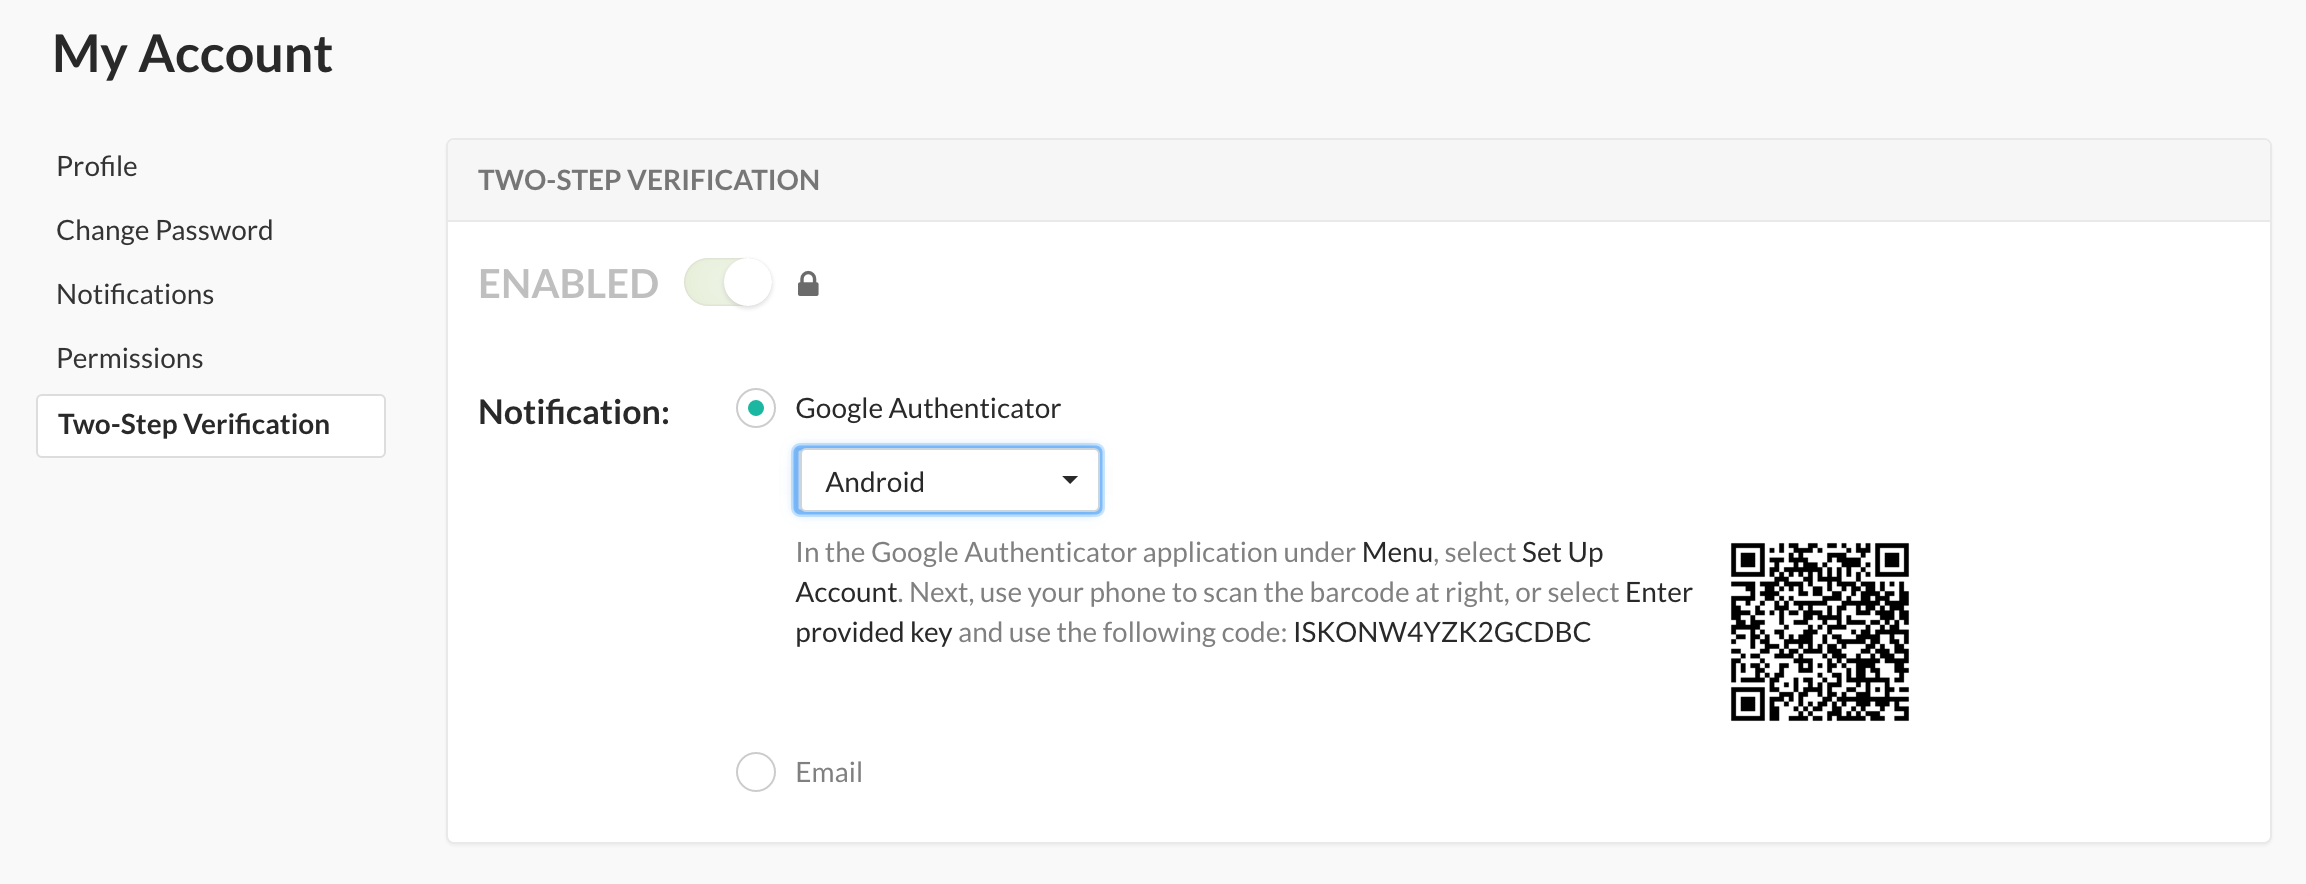 My Account
Profile
Change Password
Notifications
Permissions
Two-Step Verification
TWO-STEP VERIFICATION
ENABLED
Notification:
Google Authenticator
Android
In the Google Authenticator application under Menu, select Set Up
Account. Next, use your phone to scan the barcode at right, or select Enter
provided key and use the following code: ISKONW4YZK2GCDBC
Email